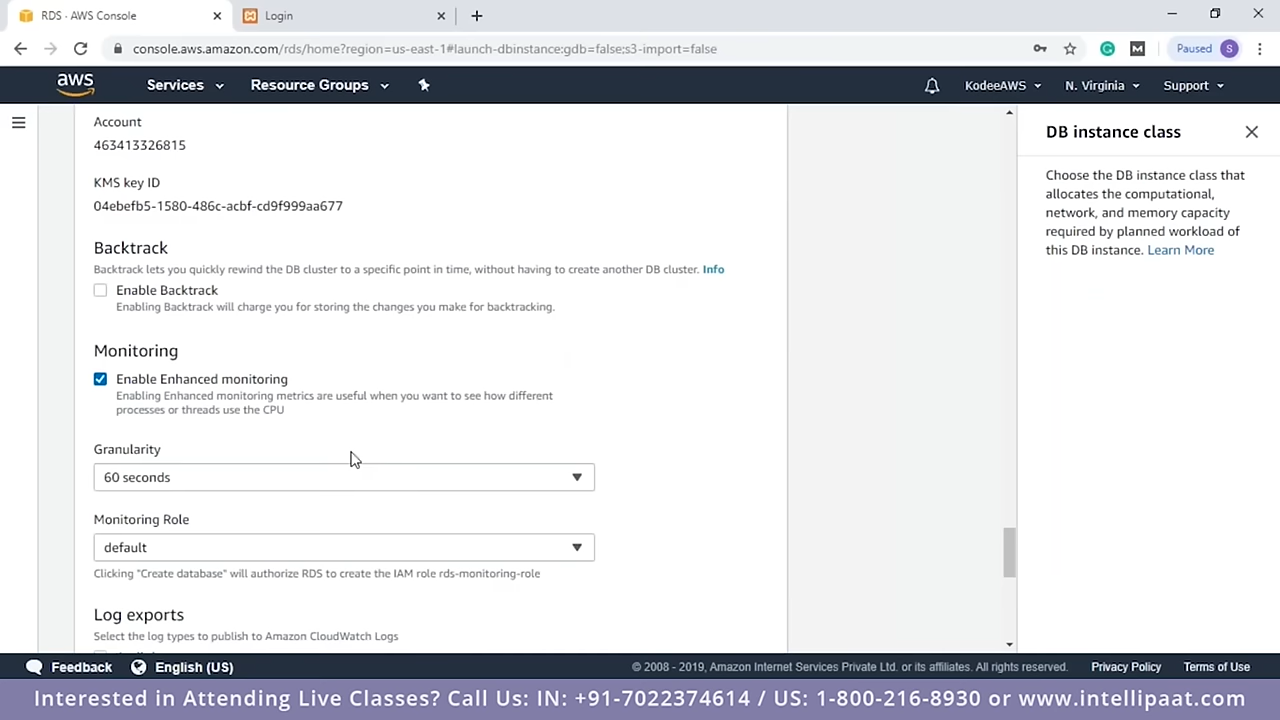 RDS · AWS Console
Login
console.aws.amazon.com/rds/home?region=us-east-1#launch-dbinstance:gdb=false;s3-import=false
M
Paused
S
aws
Services
Resource Groups
KodeeAWS
N. Virginia
Support
Account
463413326815
KMS key ID
04ebefb5-1580-486c-acbf-cd9f999aa677
Backtrack
Backtrack lets you quickly rewind the DB cluster to a specific point in time, without having to create another DB cluster. Info
Enable Backtrack
Enabling Backtrack will charge you for storing the changes you make for backtracking.
Monitoring
Enable Enhanced monitoring
Enabling Enhanced monitoring metrics are useful when you want to see how different
processes or threads use the CPU
Granularity
60 seconds
Monitoring Role
default
Clicking "Create database" will authorize RDS to create the IAM role rds-monitoring-role
Log exports
Select the log types to publish to Amazon CloudWatch Logs
DB instance class
Choose the DB instance class that
allocates the computational,
network, and memory capacity
required by planned workload of
this DB instance. Learn More
Feedback
English (US)
© 2008 - 2019, Amazon Internet Services Private Ltd. or its affiliates. All rights reserved.
Privacy Policy
Terms of Use
Interested in Attending Live Classes? Call Us: IN: +91-7022374614 / US: 1-800-216-8930 or www.intellipaat.com